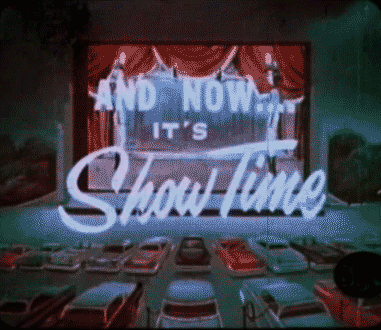 AND NOW....
IT'S
Show Time